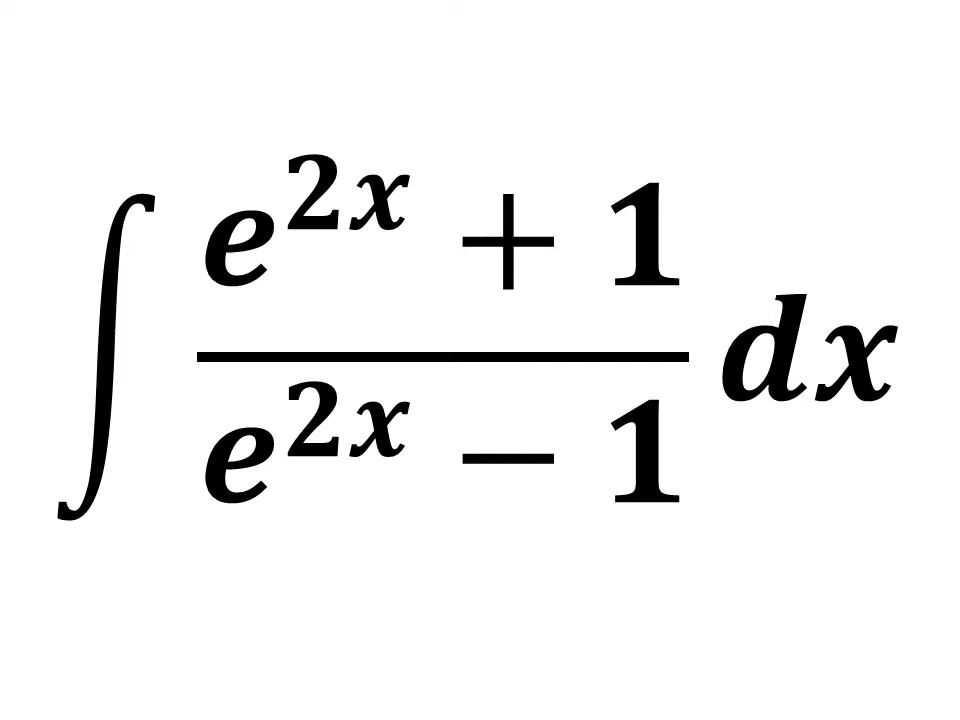 ∫ (e^{2x} + 1)/(e^{2x} − 1) dx